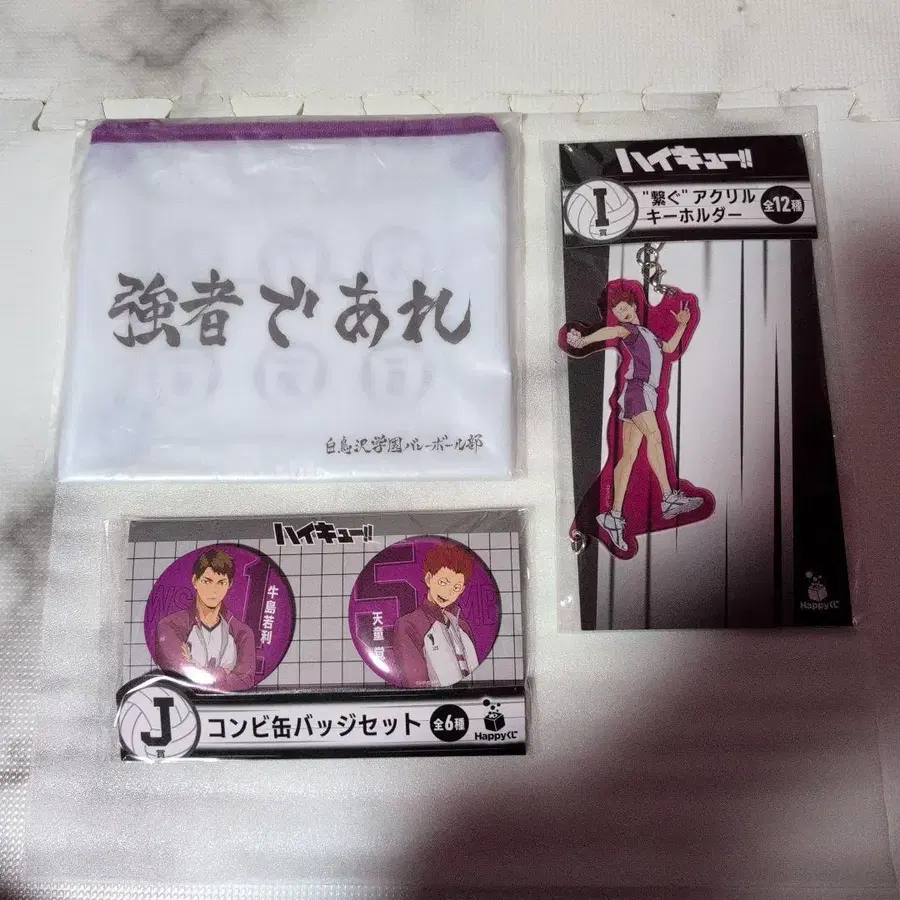 強者であれ
白鳥沢学園バレーボール部
ハイキュー!!
I
賞
"繋ぐ"アクリル
キーホルダー
全12種
Happyくじ
ハイキュー!!
1
牛島若利
5
天童 覚
J
賞
コンビ缶バッジセット
全6種
Happyくじ